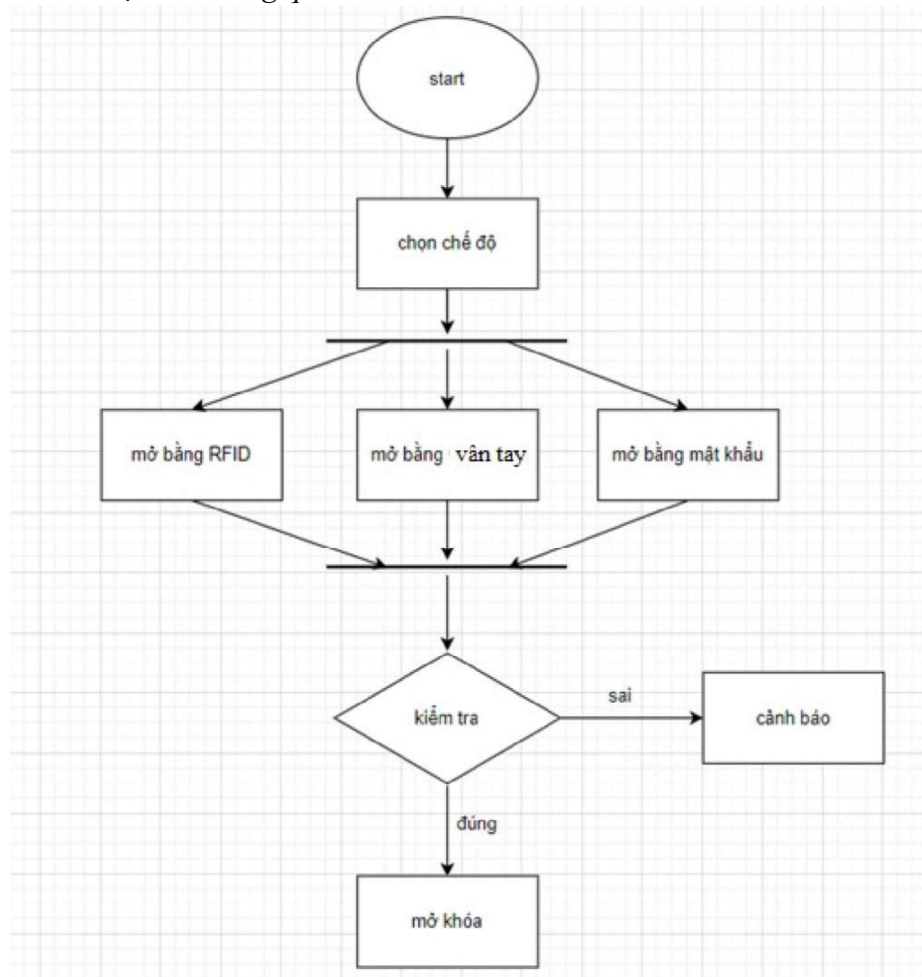 start
chọn chế độ
mở bằng RFID
mở bằng vân tay
mở bằng mật khẩu
kiểm tra
sai
cảnh báo
đúng
mở khóa